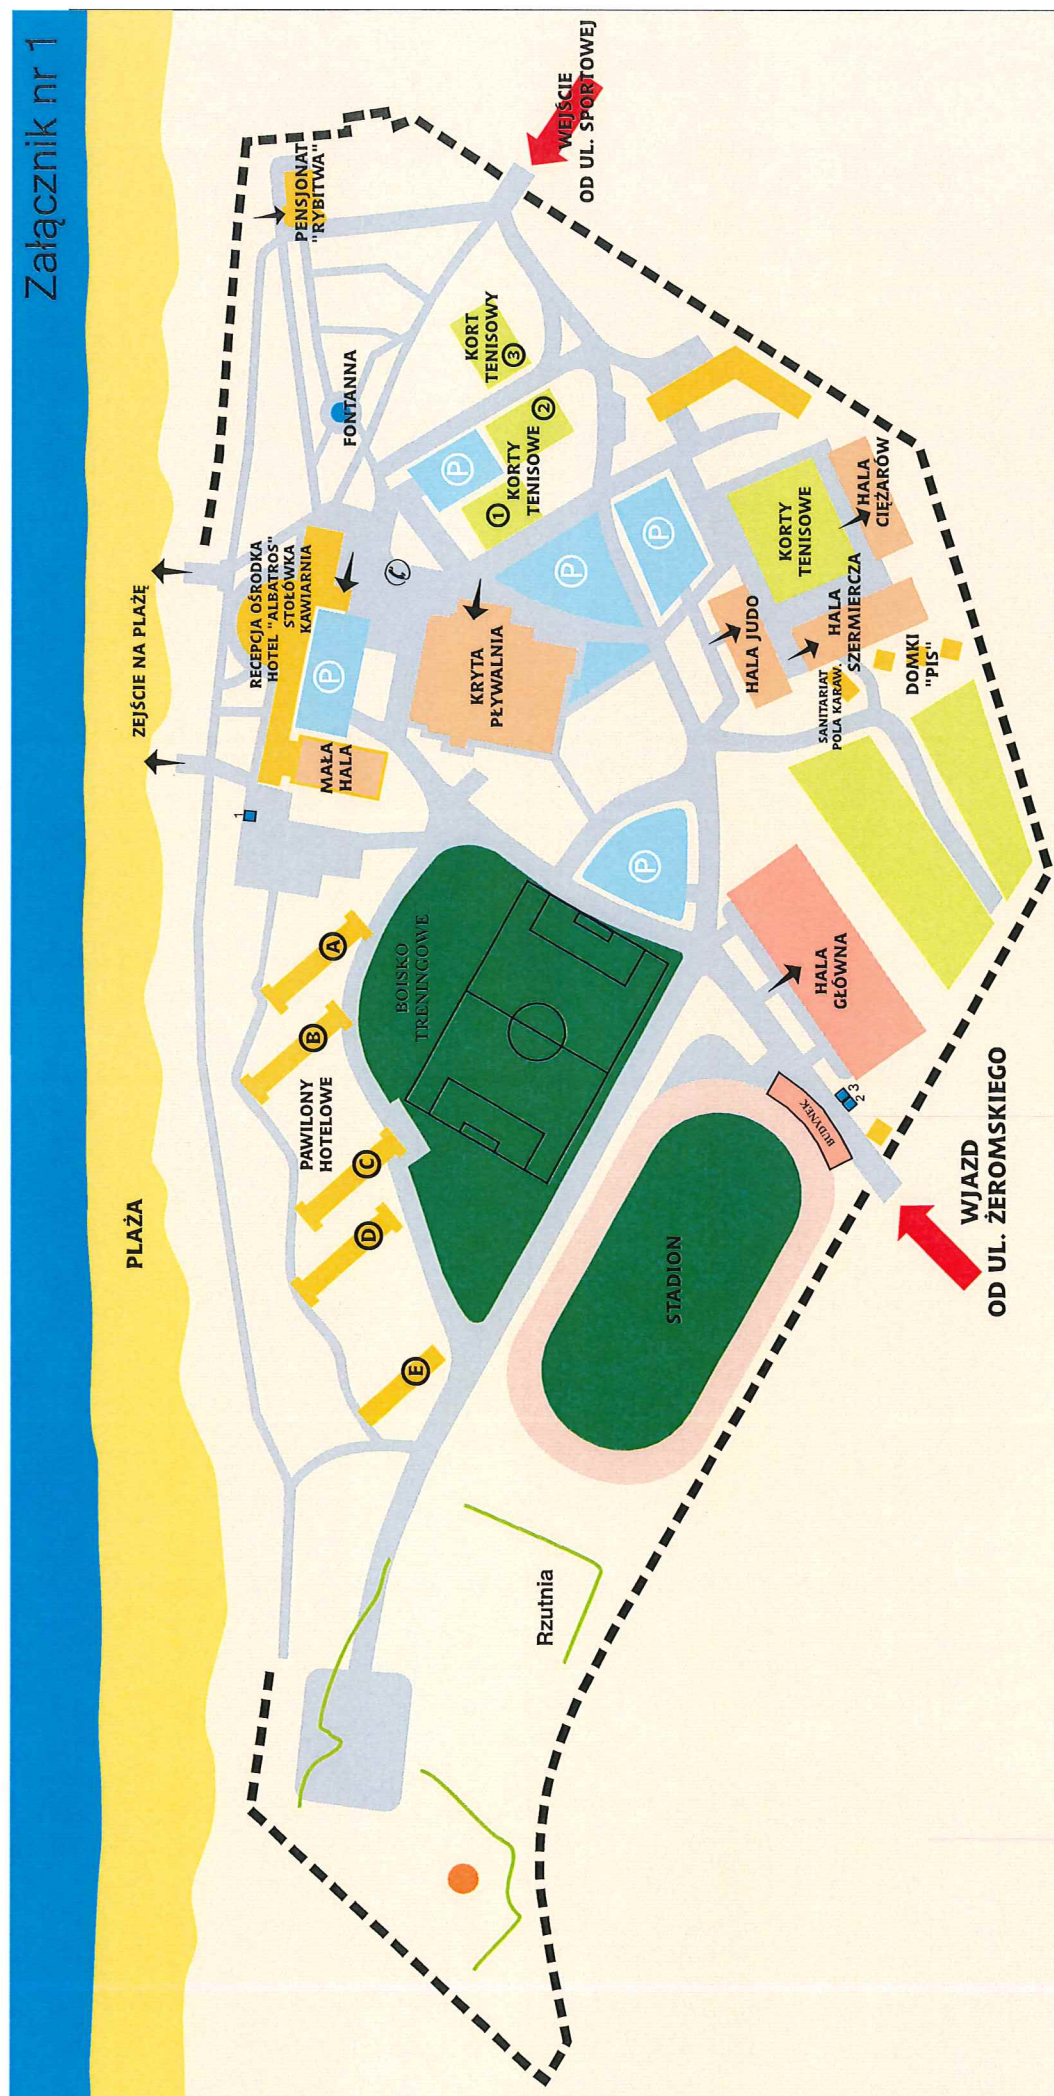 Załącznik nr 1
PLAŻA
ZEJŚCIE NA PLAŻĘ
1
PAWILONY
HOTELOWE
A
B
C
D
E
MAŁA
HALA
RECEPCJA OŚRODKA
HOTEL "ALBATROS"
STOŁÓWKA
KAWIARNIA
P
FONTANNA
PENSJONAT
"RYBITWA"
WEJŚCIE
OD UL. SPORTOWEJ
KORT
TENISOWY
3
P
1 KORTY 2
TENISOWE
KRYTA
PŁYWALNIA
P
P
BOISKO
TRENINGOWE
P
HALA JUDO
HALA
SZERMIERCZA
KORTY
TENISOWE
HALA
CIĘŻARÓW
SANITARIAT
POLA KARAW.
DOMKI
"PIS"
HALA
GŁÓWNA
BUDYNEK
2 3
STADION
Rzutnia
WJAZD
OD UL. ŻEROMSKIEGO